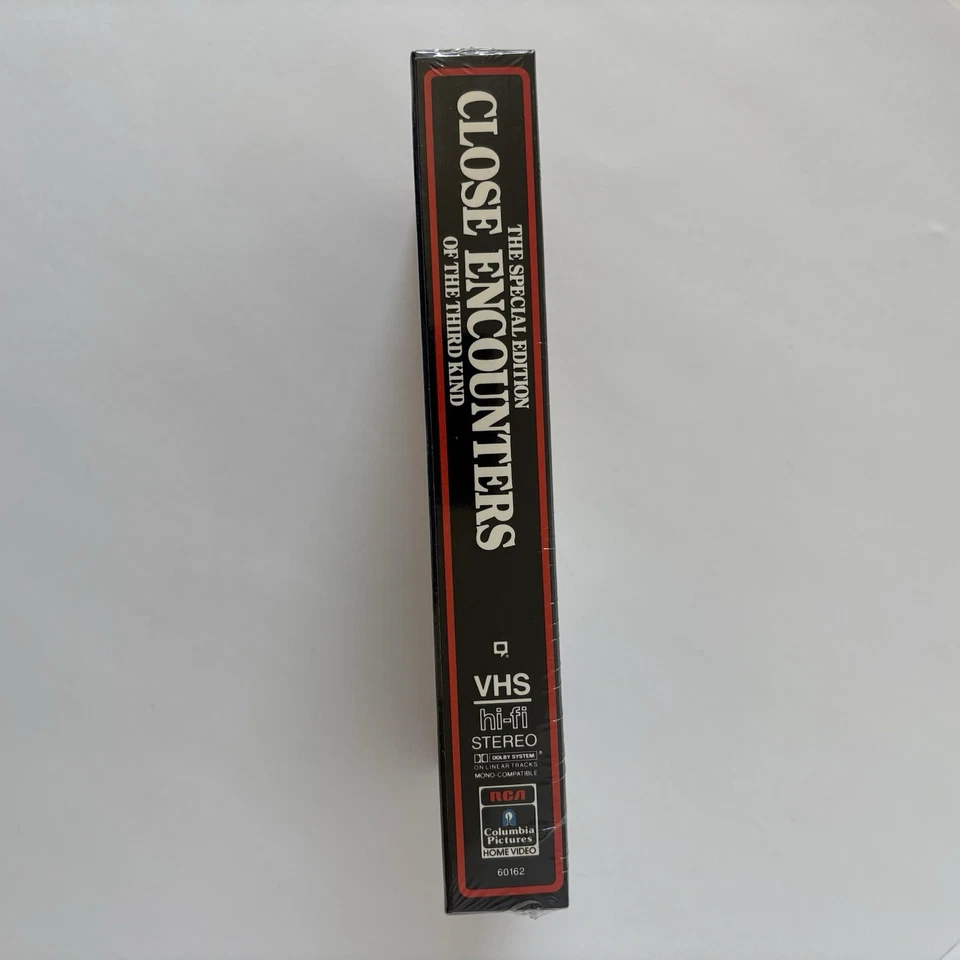 THE SPECIAL EDITION
CLOSE ENCOUNTERS
OF THE THIRD KIND
VHS
hi-fi
STEREO
DOLBY SYSTEM®
ON LINEAR TRACKS
MONO-COMPATIBLE
RCA
Columbia
Pictures
HOME VIDEO
60162